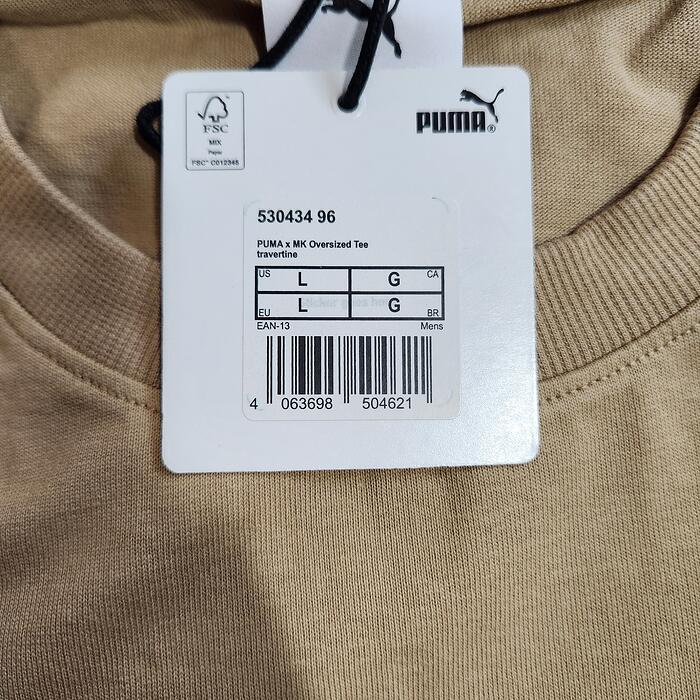 FSC
MIX
Paper
FSC™ C012345
PUMA®
530434 96
PUMA x MK Oversized Tee
travertine
US L G CA
EU L G BR
EAN-13 Mens
4 063698 504621